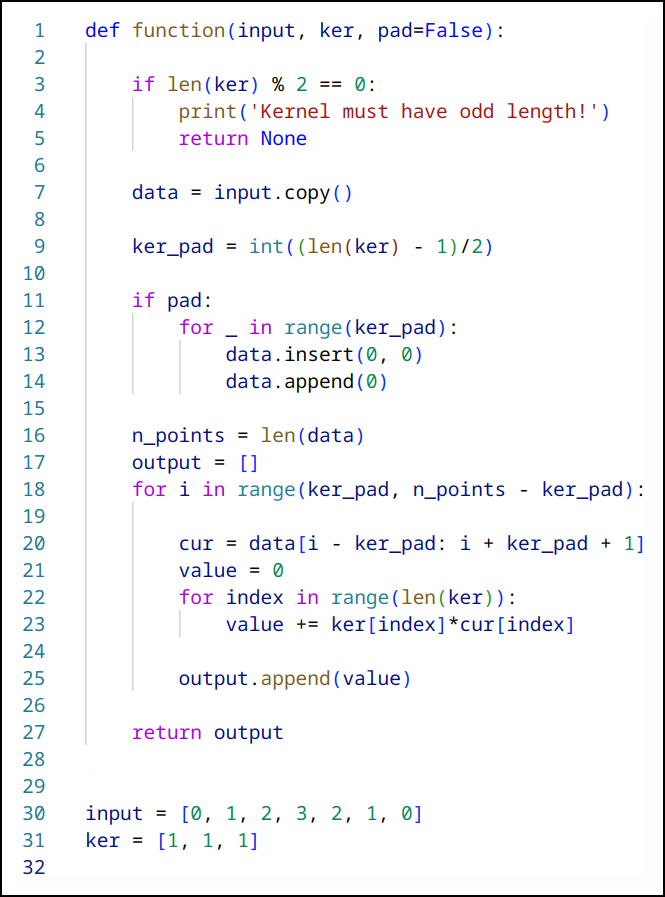 1 def function(input, ker, pad=False):
2
3 if len(ker) % 2 == 0:
4 print('Kernel must have odd length!')
5 return None
6
7 data = input.copy()
8
9 ker_pad = int((len(ker) - 1)/2)
10
11 if pad:
12 for _ in range(ker_pad):
13 data.insert(0, 0)
14 data.append(0)
15
16 n_points = len(data)
17 output = []
18 for i in range(ker_pad, n_points - ker_pad):
19
20 cur = data[i - ker_pad: i + ker_pad + 1]
21 value = 0
22 for index in range(len(ker)):
23 value += ker[index]*cur[index]
24
25 output.append(value)
26
27 return output
28
29
30 input = [0, 1, 2, 3, 2, 1, 0]
31 ker = [1, 1, 1]
32